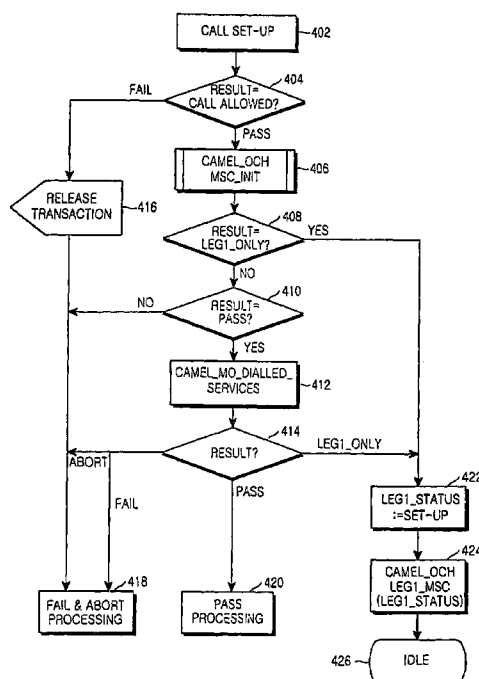 CALL SET-UP
402
404
FAIL
RESULT=
CALL ALLOWED?
PASS
CAMEL_OCH
MSC_INIT
406
RELEASE
TRANSACTION
416
408
RESULT=
LEG1_ONLY?
YES
NO
410
NO
RESULT=
PASS?
YES
CAMEL_MO_DIALLED_
SERVICES
412
414
RESULT?
LEG1_ONLY
ABORT
PASS
FAIL
422
LEG1_STATUS
:=SET-UP
424
CAMEL_OCH
LEG1_MSC
(LEG1_STATUS)
418
FAIL & ABORT
PROCESSING
420
PASS
PROCESSING
426
IDLE